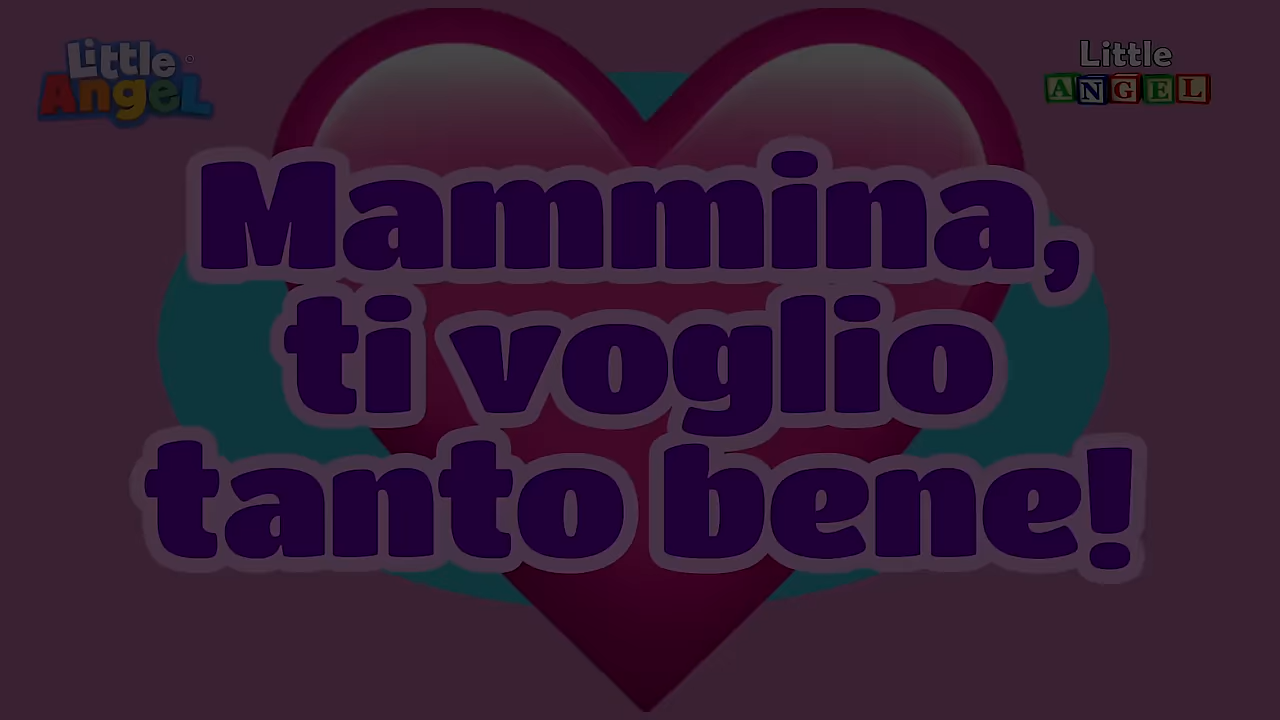 Little
Angel
Little
ANGEL
Mammina,
ti voglio
tanto bene!